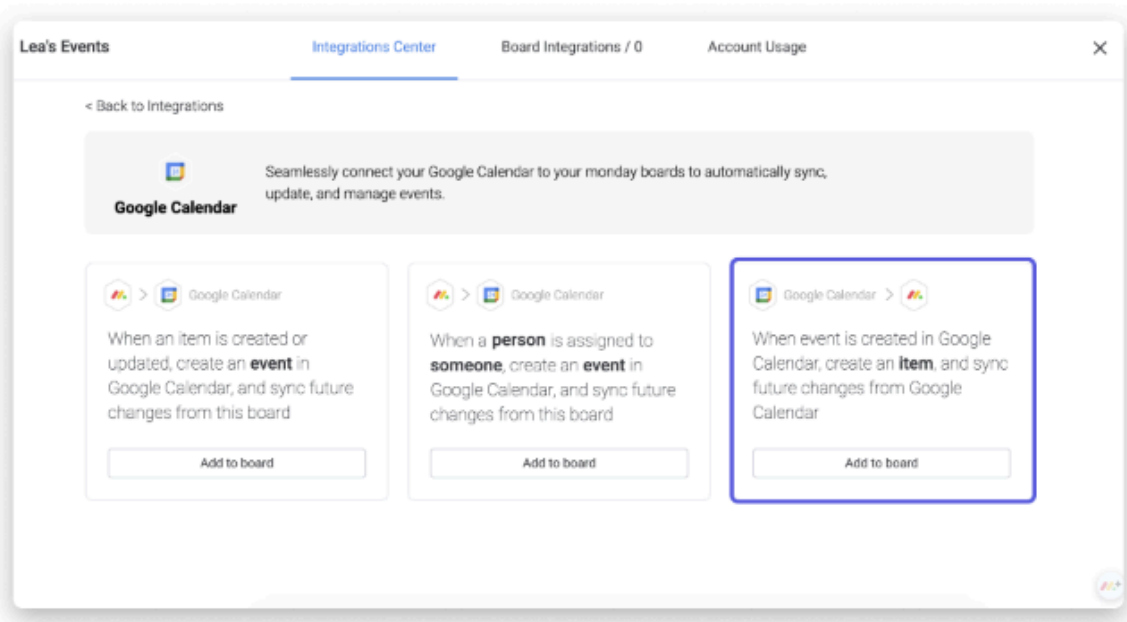 Lea's Events
Integrations Center
Board Integrations / 0
Account Usage
< Back to Integrations
Google Calendar
Seamlessly connect your Google Calendar to your monday boards to automatically sync,
update, and manage events.
Google Calendar
When an item is created or
updated, create an event in
Google Calendar, and sync future
changes from this board
Add to board
Google Calendar
When a person is assigned to
someone, create an event in
Google Calendar, and sync future
changes from this board
Add to board
Google Calendar
When event is created in Google
Calendar, create an item, and sync
future changes from Google
Calendar
Add to board